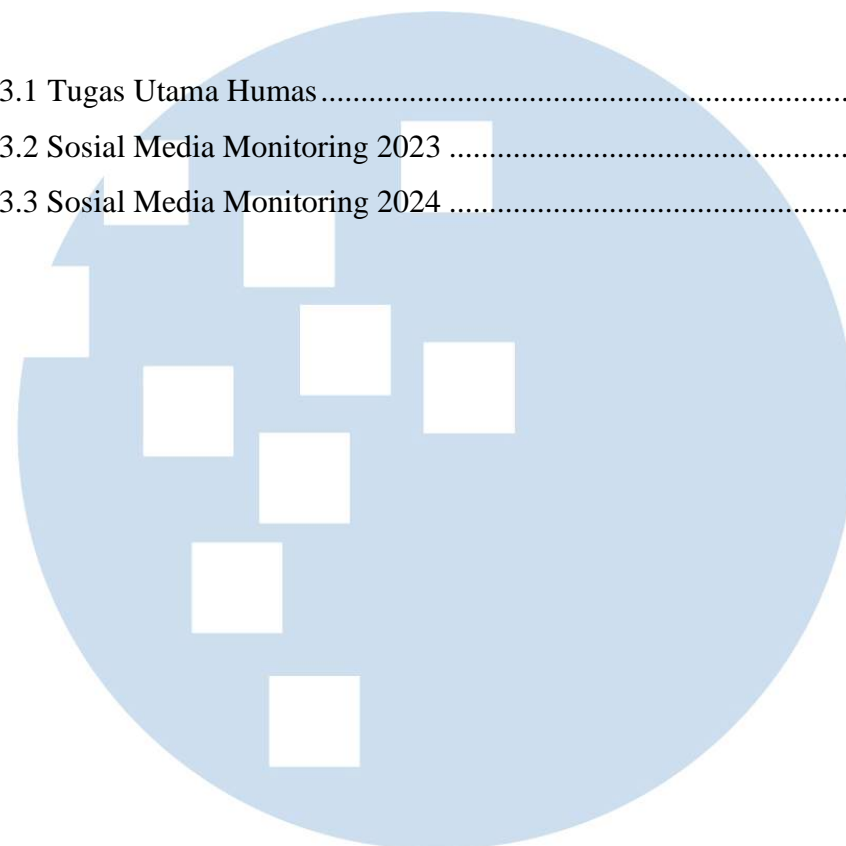 3.1 Tugas Utama Humas..................................................................
3.2 Sosial Media Monitoring 2023 ..................................................
3.3 Sosial Media Monitoring 2024 ..................................................